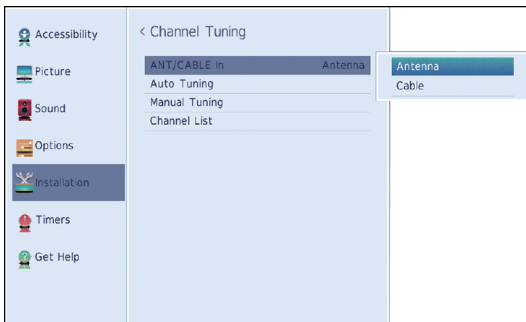 Accessibility
Picture
Sound
Options
Installation
Timers
Get Help
< Channel Tuning
ANT/CABLE In Antenna
Auto Tuning
Manual Tuning
Channel List
Antenna
Cable